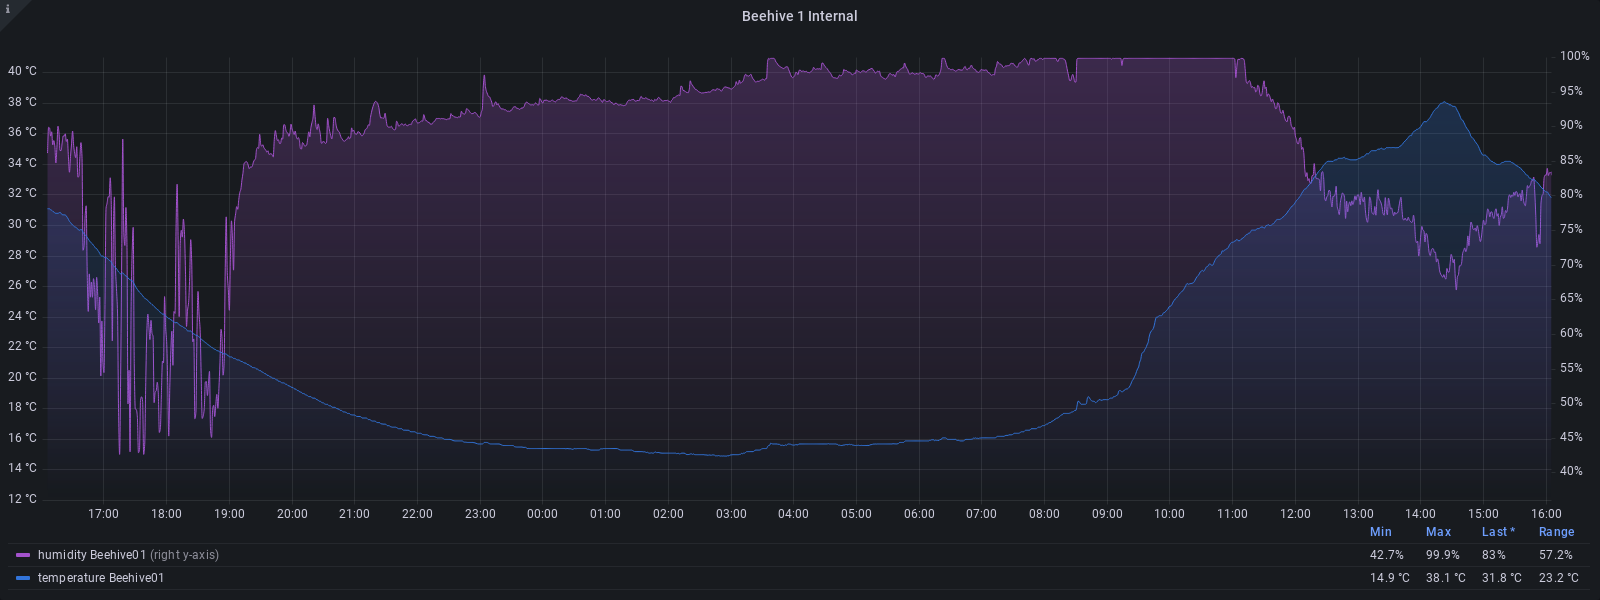 i
Beehive 1 Internal
40 °C
38 °C
36 °C
34 °C
32 °C
30 °C
28 °C
26 °C
24 °C
22 °C
20 °C
18 °C
16 °C
14 °C
12 °C
100%
95%
90%
85%
80%
75%
70%
65%
60%
55%
50%
45%
40%
17:00 18:00 19:00 20:00 21:00 22:00 23:00 00:00 01:00 02:00 03:00 04:00 05:00 06:00 07:00 08:00 09:00 10:00 11:00 12:00 13:00 14:00 15:00 16:00
Min Max Last * Range
humidity Beehive01 (right y-axis) 42.7% 99.9% 83% 57.2%
temperature Beehive01 14.9 °C 38.1 °C 31.8 °C 23.2 °C